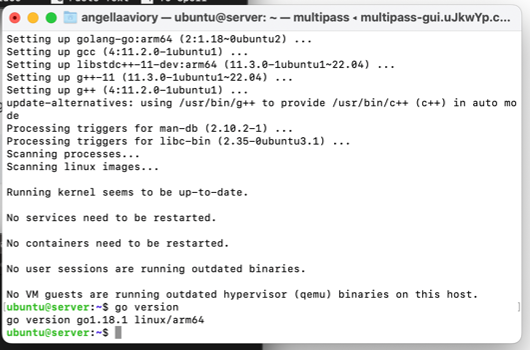 angellaaviory — ubuntu@server: ~ — multipass ◂ multipass-gui.uJkwYp.c...
Setting up golang-go:arm64 (2:1.18~0ubuntu2) ...
Setting up gcc (4:11.2.0-1ubuntu1) ...
Setting up libstdc++-11-dev:arm64 (11.3.0-1ubuntu1~22.04) ...
Setting up g++-11 (11.3.0-1ubuntu1~22.04) ...
Setting up g++ (4:11.2.0-1ubuntu1) ...
update-alternatives: using /usr/bin/g++ to provide /usr/bin/c++ (c++) in auto mo
de
Processing triggers for man-db (2.10.2-1) ...
Processing triggers for libc-bin (2.35-0ubuntu3.1) ...
Scanning processes...
Scanning linux images...
Running kernel seems to be up-to-date.
No services need to be restarted.
No containers need to be restarted.
No user sessions are running outdated binaries.
No VM guests are running outdated hypervisor (qemu) binaries on this host.
[ubuntu@server:~$ go version ]
go version go1.18.1 linux/arm64
ubuntu@server:~$